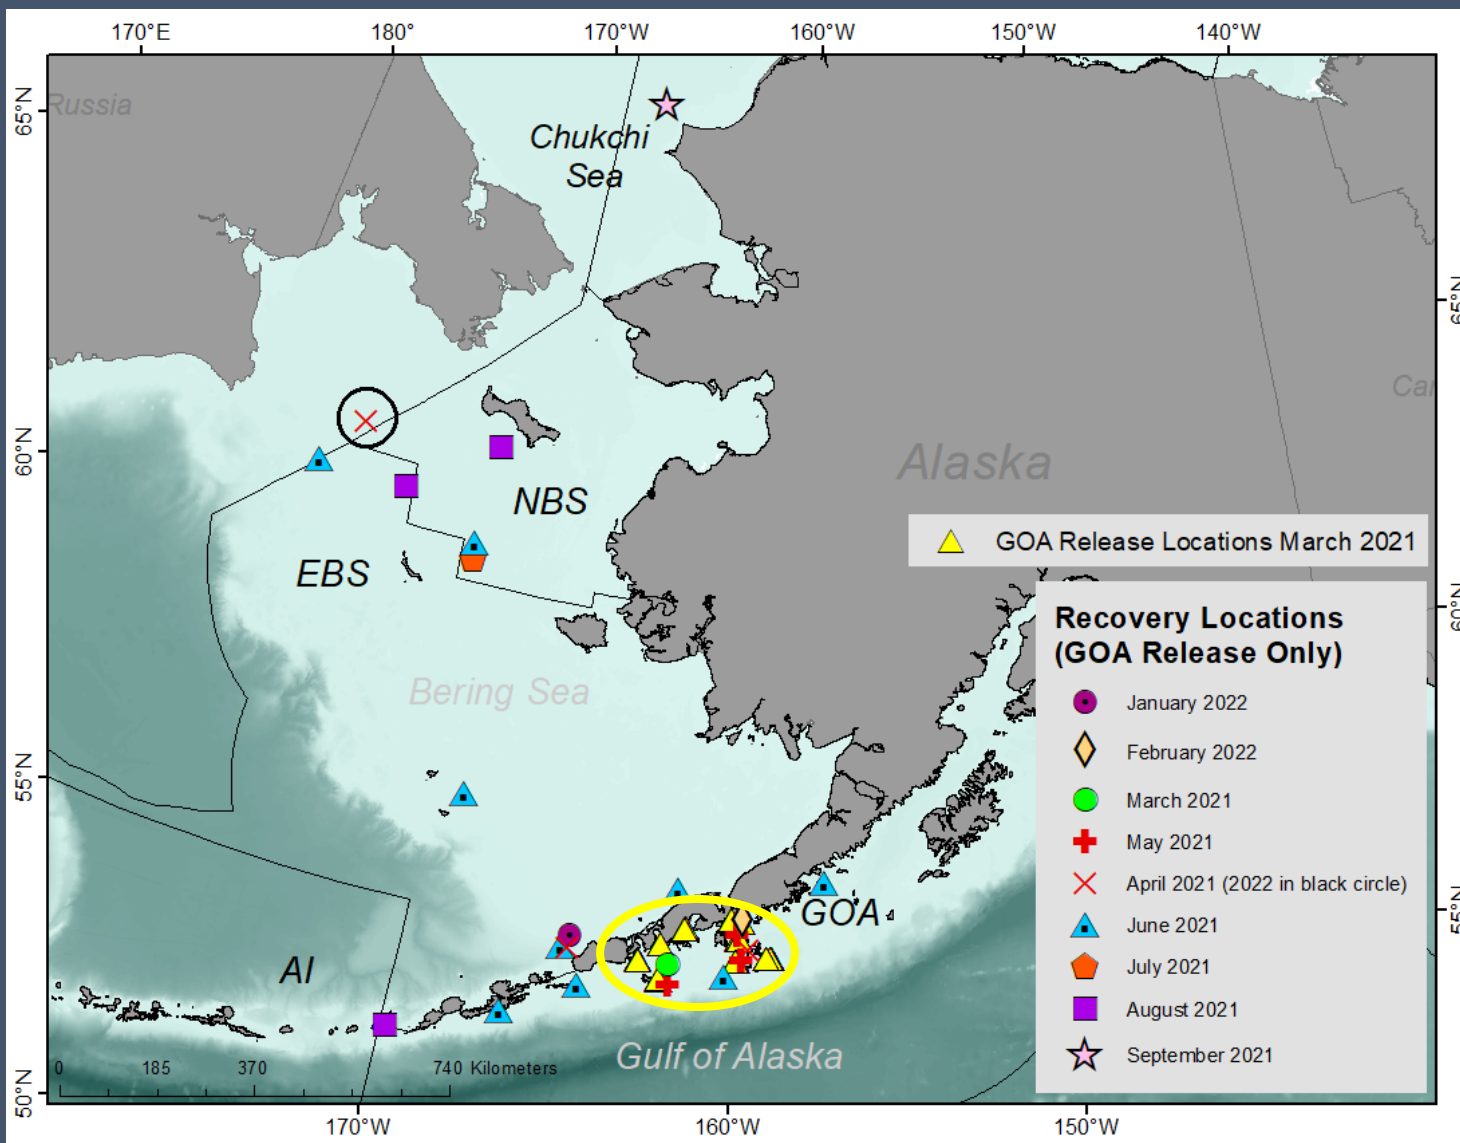 170°E 180° 170°W 160°W 150°W 140°W
65°N
Russia
Chukchi
Sea
65°N
60°N
Alaska
NBS
EBS
GOA Release Locations March 2021
60°N
Recovery Locations
(GOA Release Only)
January 2022
February 2022
March 2021
May 2021
April 2021 (2022 in black circle)
June 2021
July 2021
August 2021
September 2021
Bering Sea
55°N
GOA
55°N
AI
Gulf of Alaska
0 185 370 740 Kilometers
50°N
170°W 160°W 150°W